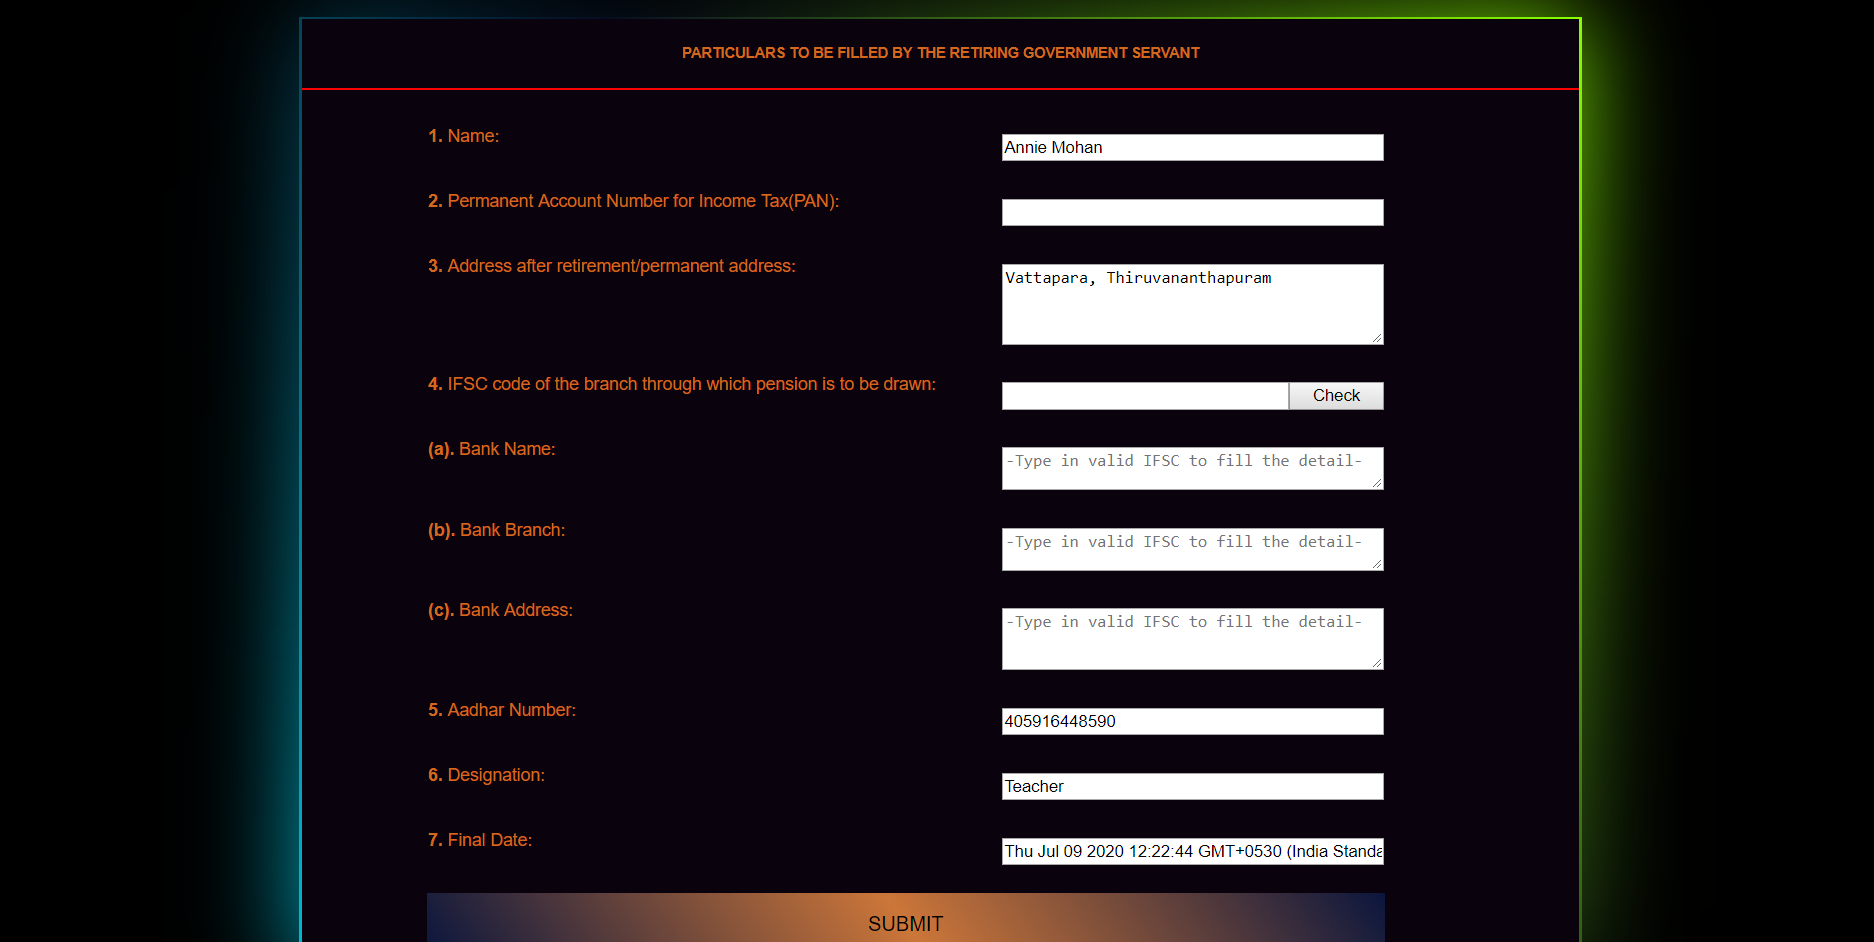 PARTICULARS TO BE FILLED BY THE RETIRING GOVERNMENT SERVANT
1. Name:
Annie Mohan
2. Permanent Account Number for Income Tax(PAN):
3. Address after retirement/permanent address:
Vattapara, Thiruvananthapuram
4. IFSC code of the branch through which pension is to be drawn:
Check
(a). Bank Name:
-Type in valid IFSC to fill the detail-
(b). Bank Branch:
-Type in valid IFSC to fill the detail-
(c). Bank Address:
-Type in valid IFSC to fill the detail-
5. Aadhar Number:
405916448590
6. Designation:
Teacher
7. Final Date:
Thu Jul 09 2020 12:22:44 GMT+0530 (India Standa
SUBMIT